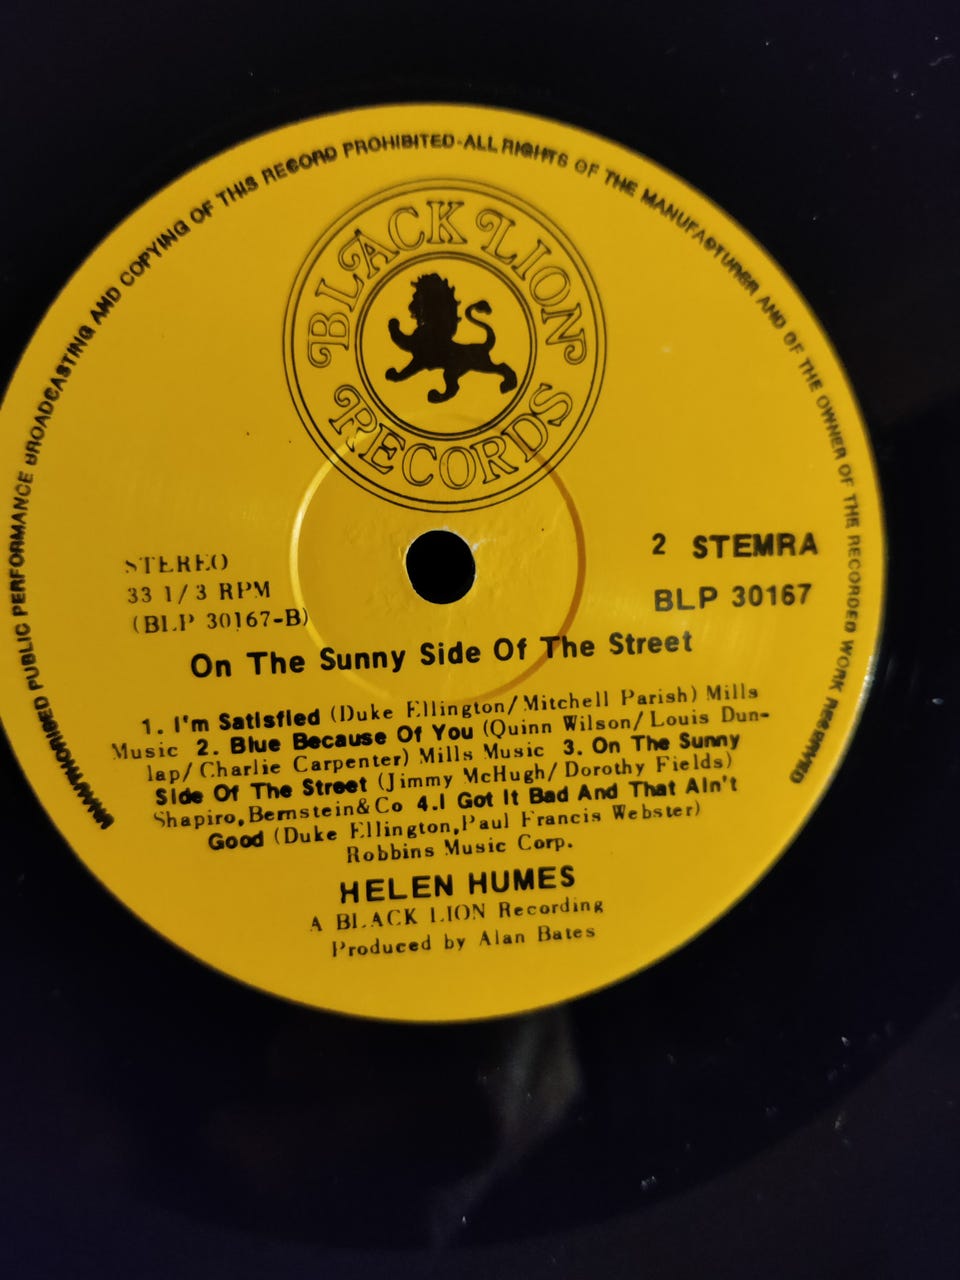 UNAUTHORISED PUBLIC PERFORMANCE BROADCASTING AND COPYING OF THIS RECORD PROHIBITED-ALL RIGHTS OF THE MANUFACTURER AND OF THE OWNER OF THE RECORDED WORK RESERVED
BLACK LION
RECORDS
STEREO
33 1/3 RPM
(BLP 30167-B)
2 STEMRA
BLP 30167
On The Sunny Side Of The Street
1. I'm Satisfied (Duke Ellington/Mitchell Parish) Mills
Music 2. Blue Because Of You (Quinn Wilson/Louis Dun-
lap/Charlie Carpenter) Mills Music 3. On The Sunny
Side Of The Street (Jimmy McHugh/Dorothy Fields)
Shapiro,Bernstein&Co 4.I Got It Bad And That Ain't
Good (Duke Ellington,Paul Francis Webster)
Robbins Music Corp.
HELEN HUMES
A BLACK LION Recording
Produced by Alan Bates